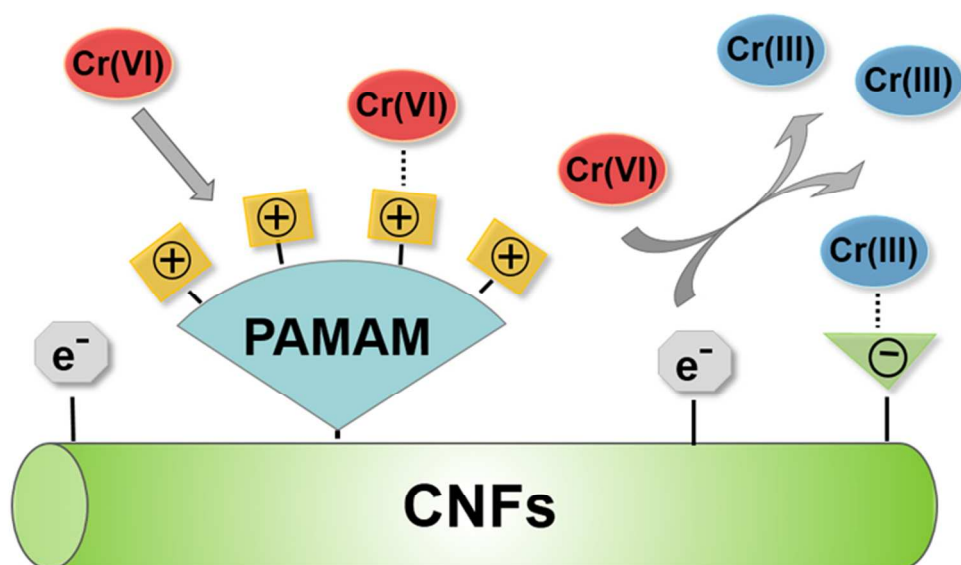 Cr(VI)
Cr(III)
Cr(III)
Cr(VI)
Cr(VI)
+
+
+
+
Cr(III)
PAMAM
e⁻
e⁻
−
CNFs